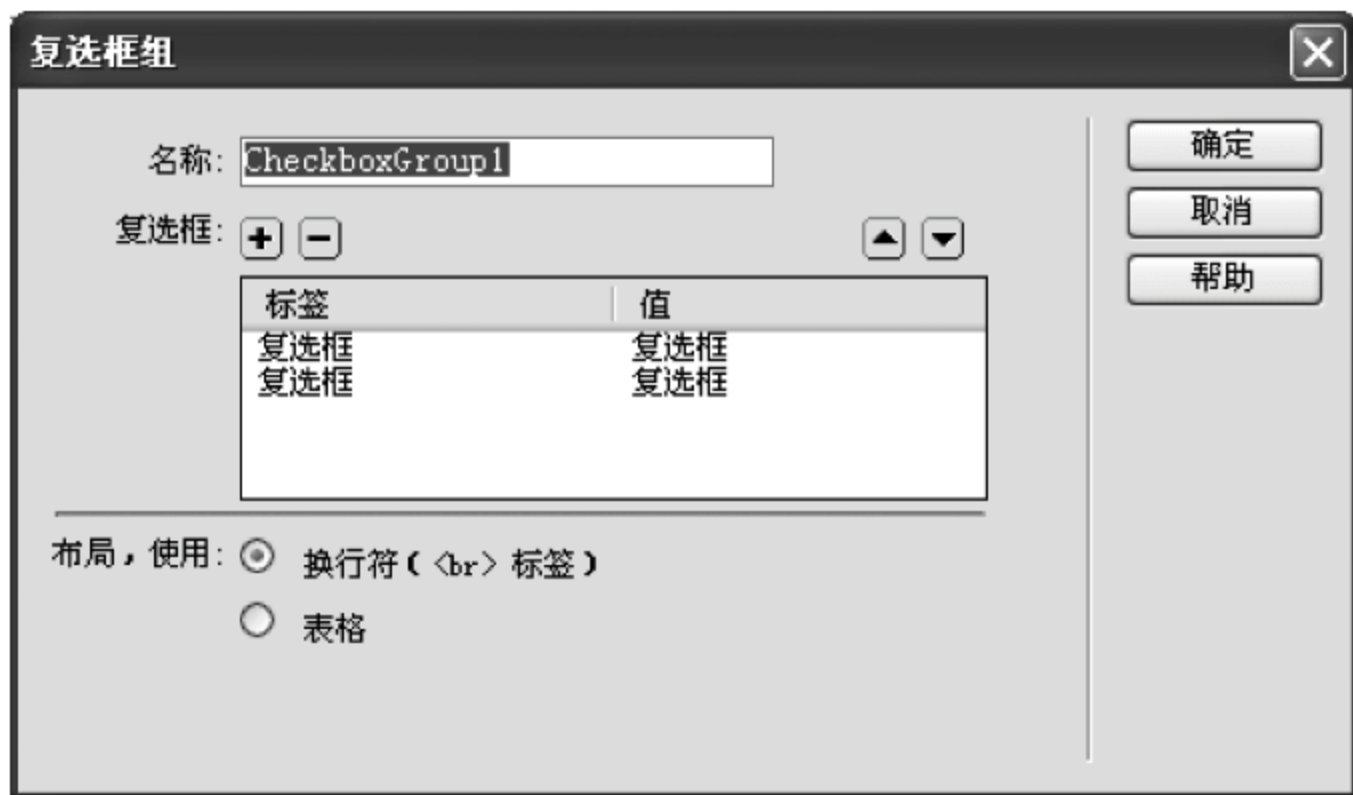 复选框组
名称: CheckboxGroup1
复选框:
标签 值
复选框 复选框
复选框 复选框
布局，使用: 换行符(<br> 标签)
表格
确定
取消
帮助